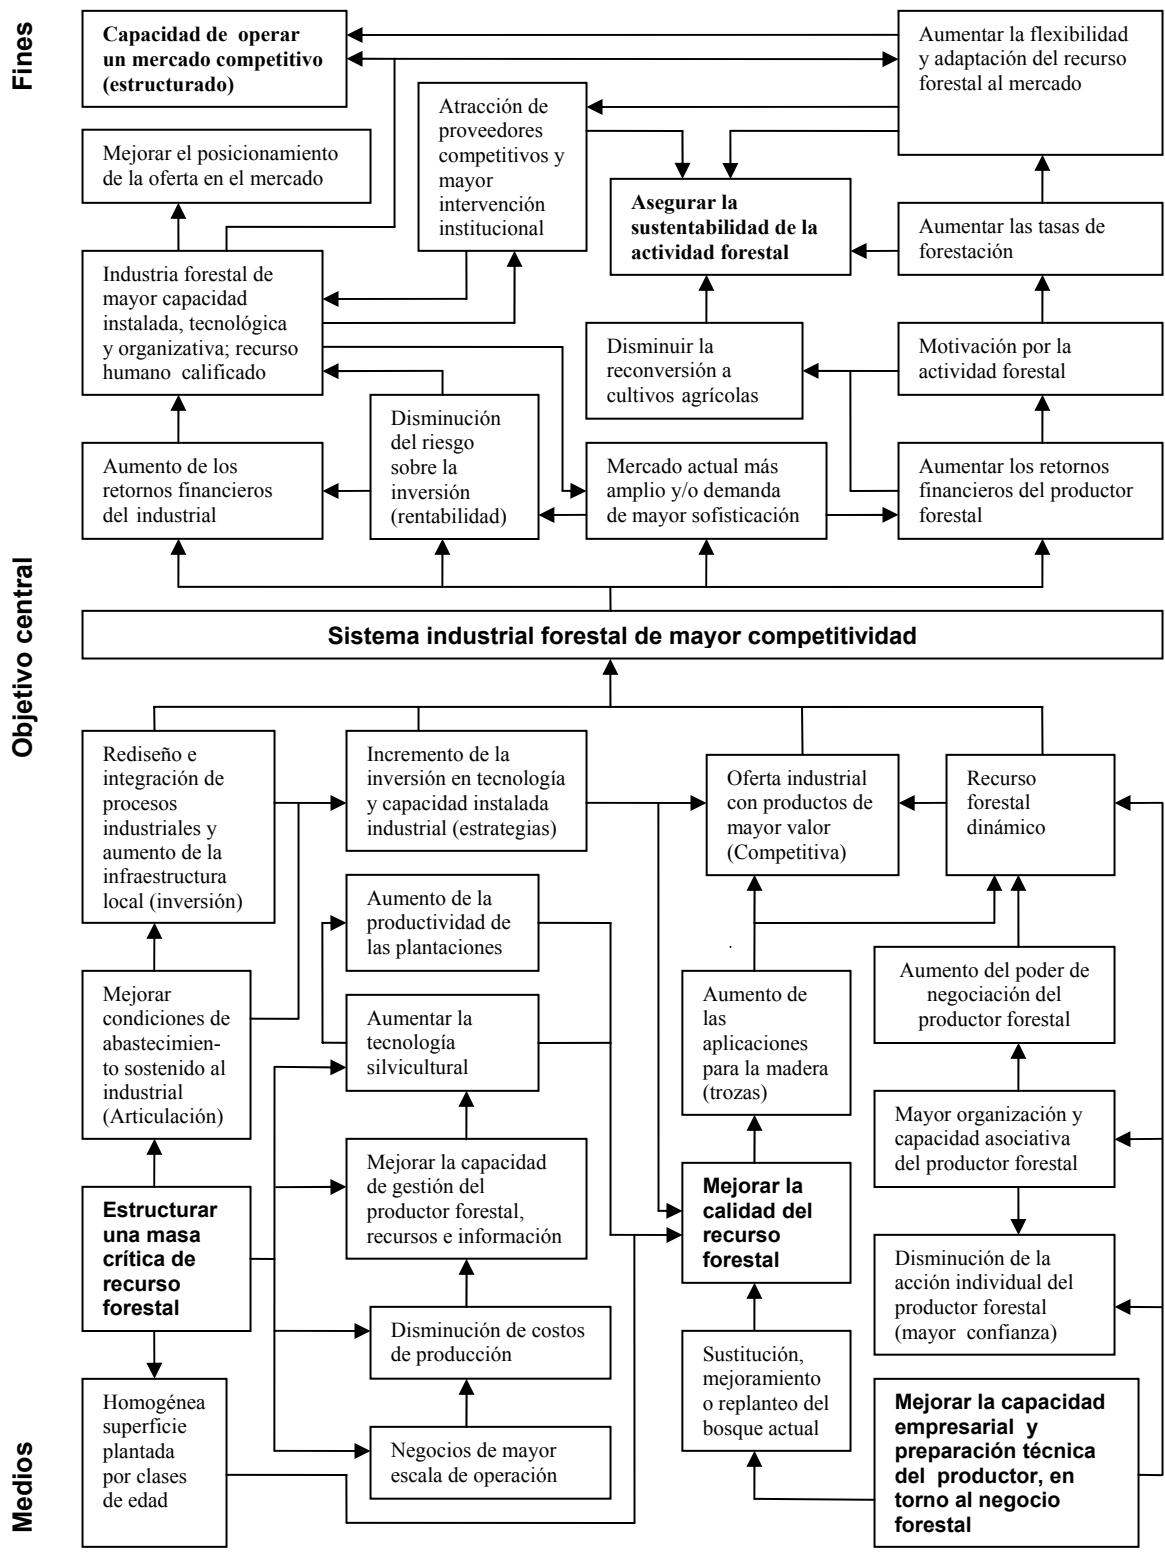 Fines
Capacidad de operar
un mercado competitivo
(estructurado)
Aumentar la flexibilidad
y adaptación del recurso
forestal al mercado
Atracción de
proveedores
competitivos y
mayor
intervención
institucional
Mejorar el posicionamiento
de la oferta en el mercado
Asegurar la
sustentabilidad de la
actividad forestal
Aumentar las tasas de
forestación
Industria forestal de
mayor capacidad
instalada, tecnológica
y organizativa; recurso
humano calificado
Disminuir la
reconversión a
cultivos agrícolas
Motivación por la
actividad forestal
Disminución
del riesgo
sobre la
inversión
(rentabilidad)
Aumento de los
retornos financieros
del industrial
Mercado actual más
amplio y/o demanda
de mayor sofisticación
Aumentar los retornos
financieros del productor
forestal
Objetivo central
Sistema industrial forestal de mayor competitividad
Rediseño e
integración de
procesos
industriales y
aumento de la
infraestructura
local (inversión)
Incremento de la
inversión en tecnología
y capacidad instalada
industrial (estrategias)
Oferta industrial
con productos de
mayor valor
(Competitiva)
Recurso
forestal
dinámico
Aumento de la
productividad de
las plantaciones
Mejorar
condiciones de
abastecimien-
to sostenido al
industrial
(Articulación)
Aumentar la
tecnología
silvicultural
Aumento de
las
aplicaciones
para la madera
(trozas)
Aumento del poder de
negociación del
productor forestal
Mayor organización y
capacidad asociativa
del productor forestal
Estructurar
una masa
crítica de
recurso
forestal
Mejorar la capacidad
de gestión del
productor forestal,
recursos e información
Mejorar la
calidad del
recurso
forestal
Disminución de la
acción individual del
productor forestal
(mayor confianza)
Disminución de costos
de producción
Sustitución,
mejoramiento
o replanteo del
bosque actual
Medios
Homogénea
superficie
plantada
por clases
de edad
Negocios de mayor
escala de operación
Mejorar la capacidad
empresarial y
preparación técnica
del productor, en
torno al negocio
forestal